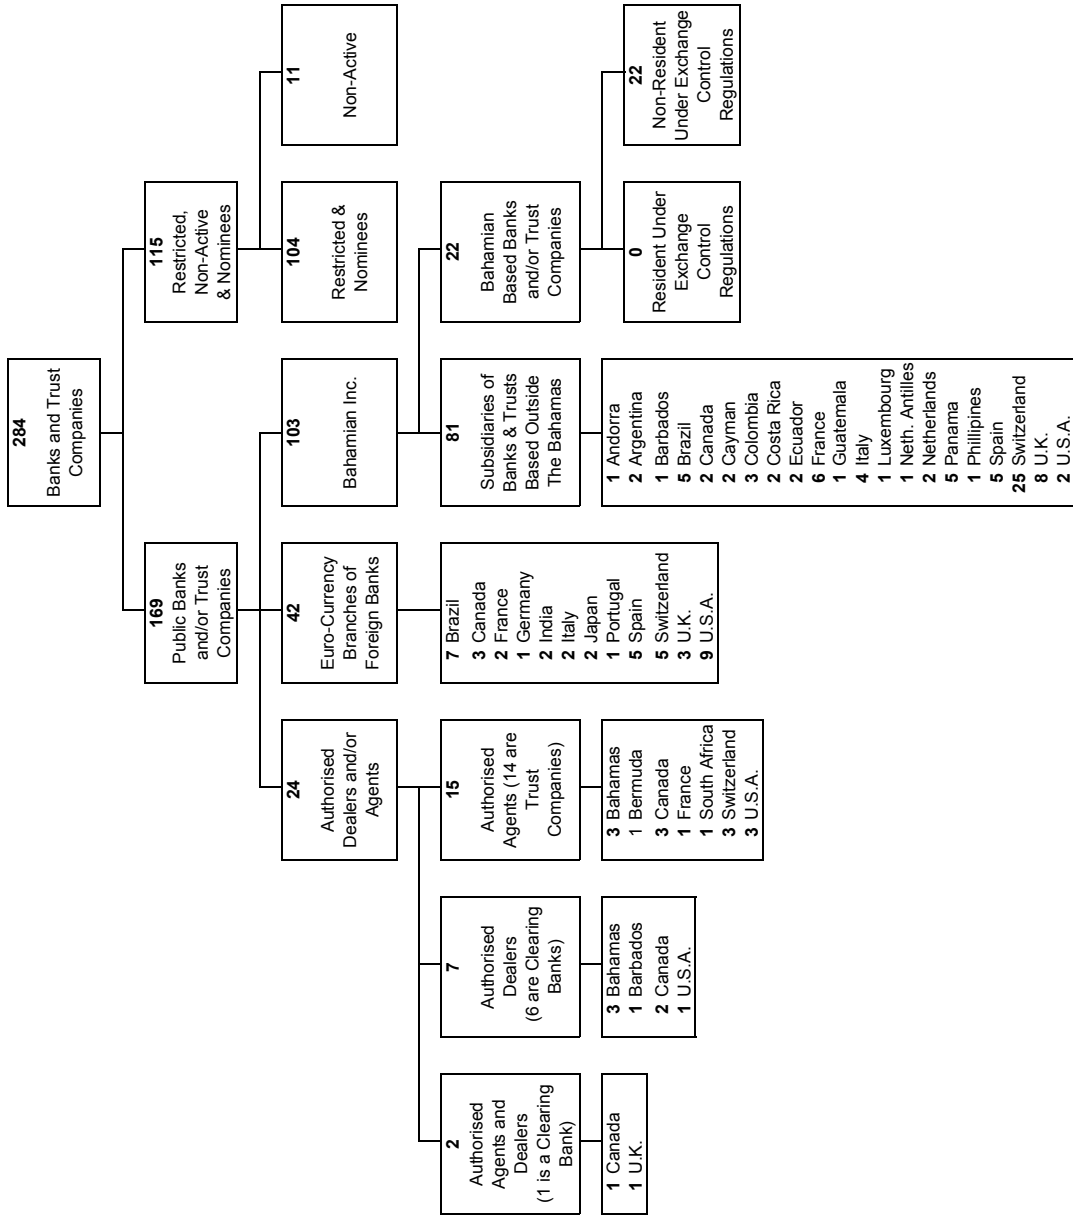 284
Banks and Trust
Companies
169
Public Banks
and/or Trust
Companies
115
Restricted,
Non-Active
& Nominees
24
Authorised
Dealers and/or
Agents
42
Euro-Currency
Branches of
Foreign Banks
103
Bahamian Inc.
104
Restricted &
Nominees
11
Non-Active
2
Authorised
Agents and
Dealers
(1 is a Clearing
Bank)
7
Authorised
Dealers
(6 are Clearing
Banks)
15
Authorised
Agents (14 are
Trust
Companies)
7 Brazil
3 Canada
2 France
1 Germany
2 India
2 Italy
2 Japan
1 Portugal
5 Spain
5 Switzerland
3 U.K.
9 U.S.A.
81
Subsidiaries of
Banks & Trusts
Based Outside
The Bahamas
22
Bahamian
Based Banks
and/or Trust
Companies
1 Canada
1 U.K.
3 Bahamas
1 Barbados
2 Canada
1 U.S.A.
3 Bahamas
1 Bermuda
3 Canada
1 France
1 South Africa
3 Switzerland
3 U.S.A.
1 Andorra
2 Argentina
1 Barbados
5 Brazil
2 Canada
2 Cayman
3 Colombia
2 Costa Rica
2 Ecuador
6 France
1 Guatemala
4 Italy
1 Luxembourg
1 Neth. Antilles
2 Netherlands
5 Panama
1 Phillipines
5 Spain
25 Switzerland
8 U.K.
2 U.S.A.
0
Resident Under
Exchange
Control
Regulations
22
Non-Resident
Under Exchange
Control
Regulations